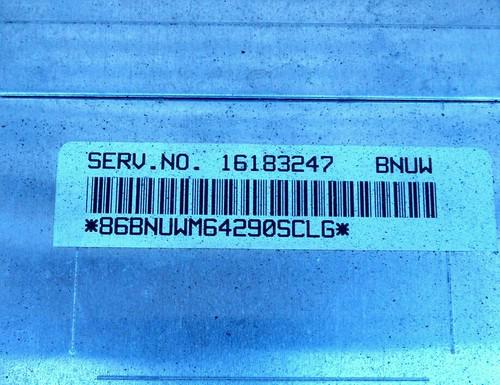 SERV.NO. 16183247 BNUW
*86BNUWM64290SCLG*